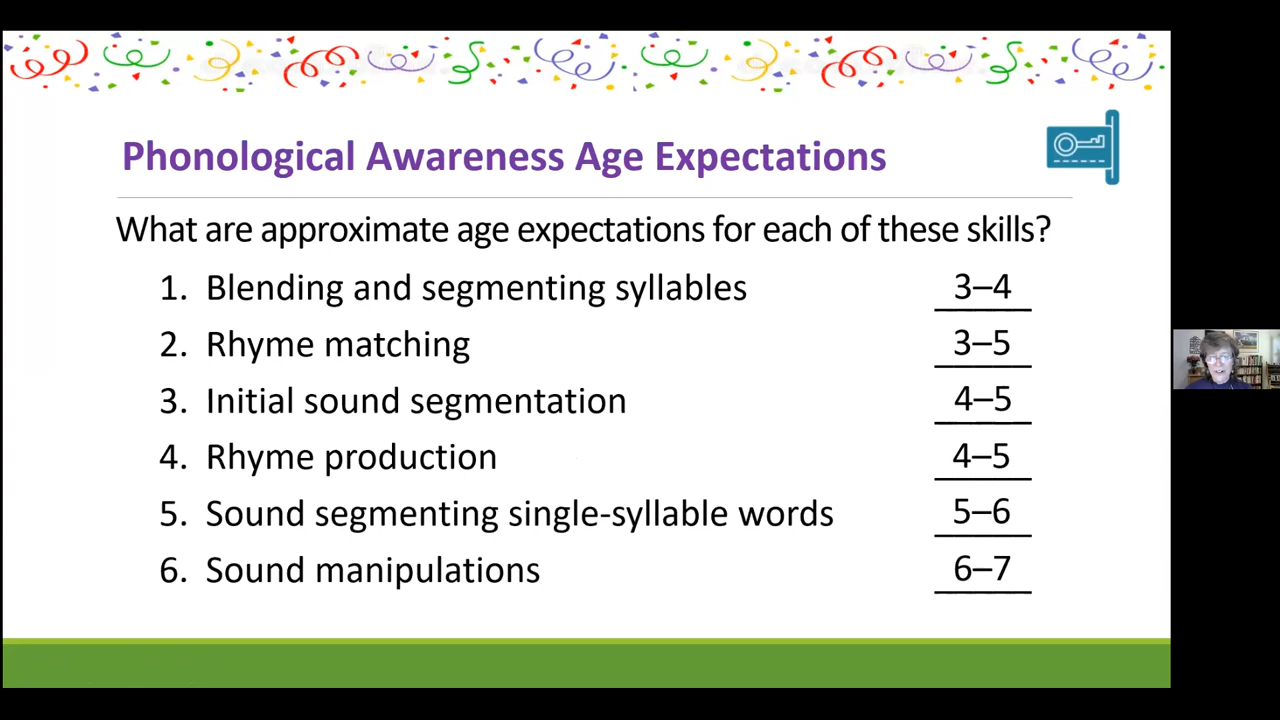 Phonological Awareness Age Expectations
What are approximate age expectations for each of these skills?
1. Blending and segmenting syllables 3–4
2. Rhyme matching 3–5
3. Initial sound segmentation 4–5
4. Rhyme production 4–5
5. Sound segmenting single-syllable words 5–6
6. Sound manipulations 6–7